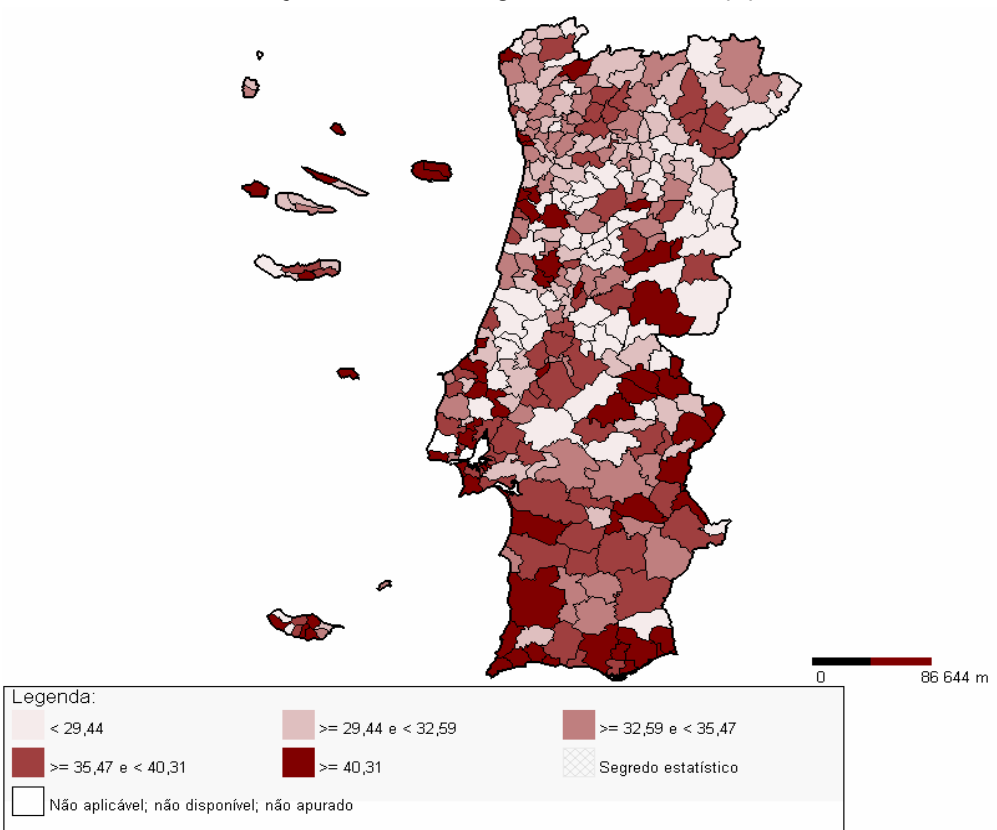 0 86 644 m
Legenda:
< 29,44 >= 29,44 e < 32,59 >= 32,59 e < 35,47
>= 35,47 e < 40,31 >= 40,31 Segredo estatístico
Não aplicável; não disponível; não apurado